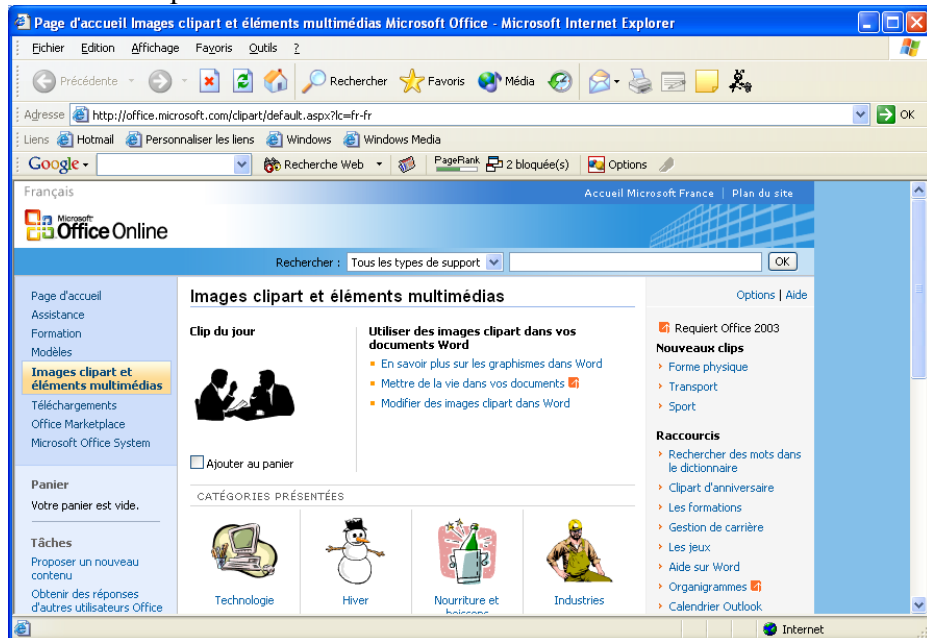 Page d'accueil Images clipart et éléments multimédias Microsoft Office - Microsoft Internet Explorer
Fichier Edition Affichage Favoris Outils ?
Précédente Rechercher Favoris Média
Adresse http://office.microsoft.com/clipart/default.aspx?lc=fr-fr OK
Liens Hotmail Personnaliser les liens Windows Windows Media
Google Recherche Web PageRank 2 bloquée(s) Options
Français Accueil Microsoft France | Plan du site
Microsoft
Office Online
Rechercher : Tous les types de support OK
Page d'accueil
Assistance
Formation
Modèles
Images clipart et
éléments multimédias
Téléchargements
Office Marketplace
Microsoft Office System
Panier
Votre panier est vide.
Tâches
Proposer un nouveau
contenu
Obtenir des réponses
d'autres utilisateurs Office
Images clipart et éléments multimédias
Clip du jour
Ajouter au panier
Utiliser des images clipart dans vos
documents Word
En savoir plus sur les graphismes dans Word
Mettre de la vie dans vos documents
Modifier des images clipart dans Word
CATÉGORIES PRÉSENTÉES
Technologie
Hiver
Nourriture et
boissons
Industries
Options | Aide
Requiert Office 2003
Nouveaux clips
Forme physique
Transport
Sport
Raccourcis
Rechercher des mots dans
le dictionnaire
Clipart d'anniversaire
Les formations
Gestion de carrière
Les jeux
Aide sur Word
Organigrammes
Calendrier Outlook
Internet